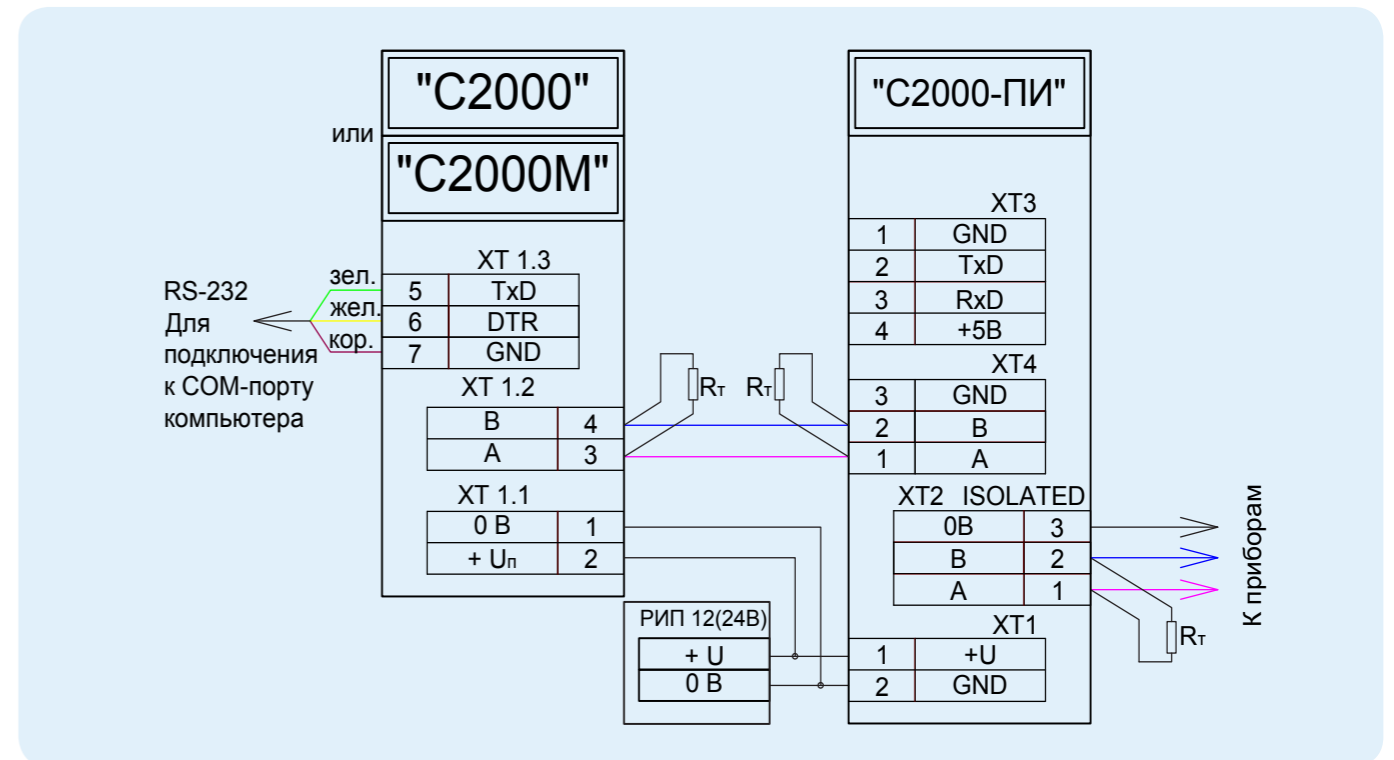 "С2000"
или
"С2000М"
RS-232
Для
подключения
к COM-порту
компьютера
зел.
жел.
кор.
XT 1.3
5 TxD
6 DTR
7 GND
XT 1.2
B 4
A 3
XT 1.1
0 В 1
+ Uп 2
Rт
Rт
РИП 12(24В)
+ U
0 В
"С2000-ПИ"
XT3
1 GND
2 TxD
3 RxD
4 +5В
XT4
3 GND
2 B
1 A
XT2 ISOLATED
0В 3
B 2
A 1
XT1
1 +U
2 GND
Rт
К приборам